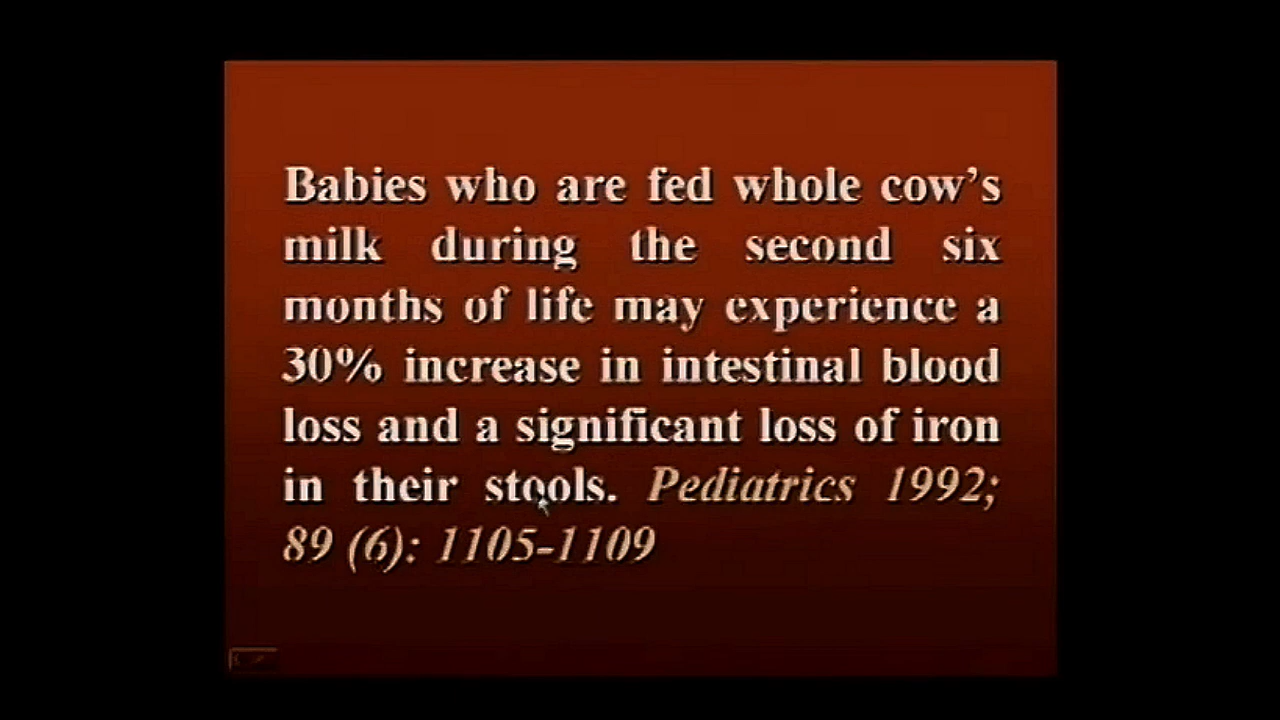 Babies who are fed whole cow's
milk during the second six
months of life may experience a
30% increase in intestinal blood
loss and a significant loss of iron
in their stools. Pediatrics 1992;
89 (6): 1105-1109